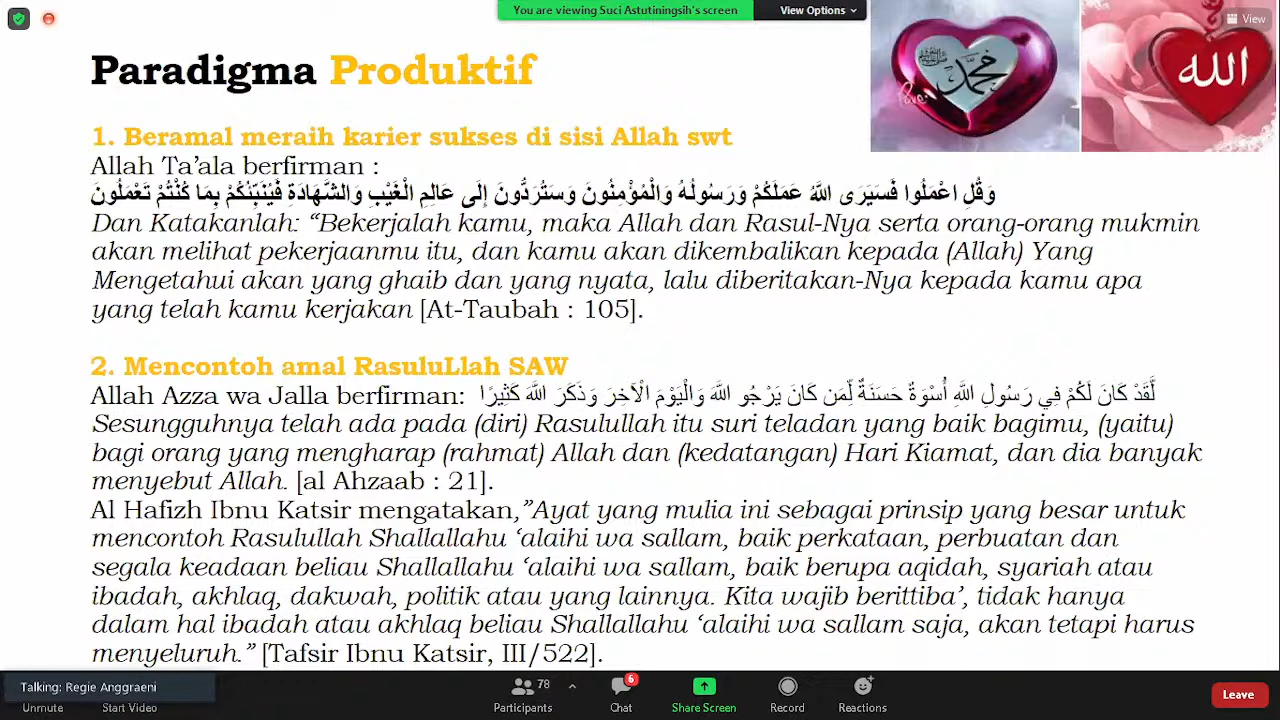 You are viewing Suci Astutiningsih's screen
View Options
View
Paradigma Produktif
محمد
الله
1. Beramal meraih karier sukses di sisi Allah swt
Allah Ta’ala berfirman :
وَقُلِ اعْمَلُوا فَسَيَرَى اللَّهُ عَمَلَكُمْ وَرَسُولُهُ وَالْمُؤْمِنُونَ وَسَتُرَدُّونَ إِلَى عَالِمِ الْغَيْبِ وَالشَّهَادَةِ فَيُنَبِّئُكُمْ بِمَا كُنْتُمْ تَعْمَلُونَ
Dan Katakanlah: “Bekerjalah kamu, maka Allah dan Rasul-Nya serta orang-orang mukmin
akan melihat pekerjaanmu itu, dan kamu akan dikembalikan kepada (Allah) Yang
Mengetahui akan yang ghaib dan yang nyata, lalu diberitakan-Nya kepada kamu apa
yang telah kamu kerjakan [At-Taubah : 105].
2. Mencontoh amal RasuluLlah SAW
Allah Azza wa Jalla berfirman: لَّقَدْ كَانَ لَكُمْ فِي رَسُولِ اللَّهِ أُسْوَةٌ حَسَنَةٌ لِّمَن كَانَ يَرْجُو اللَّهَ وَالْيَوْمَ الْآخِرَ وَذَكَرَ اللَّهَ كَثِيرًا
Sesungguhnya telah ada pada (diri) Rasulullah itu suri teladan yang baik bagimu, (yaitu)
bagi orang yang mengharap (rahmat) Allah dan (kedatangan) Hari Kiamat, dan dia banyak
menyebut Allah. [al Ahzaab : 21].
Al Hafizh Ibnu Katsir mengatakan,”Ayat yang mulia ini sebagai prinsip yang besar untuk
mencontoh Rasulullah Shallallahu ‘alaihi wa sallam, baik perkataan, perbuatan dan
segala keadaan beliau Shallallahu ‘alaihi wa sallam, baik berupa aqidah, syariah atau
ibadah, akhlaq, dakwah, politik atau yang lainnya. Kita wajib berittiba’, tidak hanya
dalam hal ibadah atau akhlaq beliau Shallallahu ‘alaihi wa sallam saja, akan tetapi harus
menyeluruh.” [Tafsir Ibnu Katsir, III/522].
Talking: Regie Anggraeni
78
6
Unmute
Start Video
Participants
Chat
Share Screen
Record
Reactions
Leave